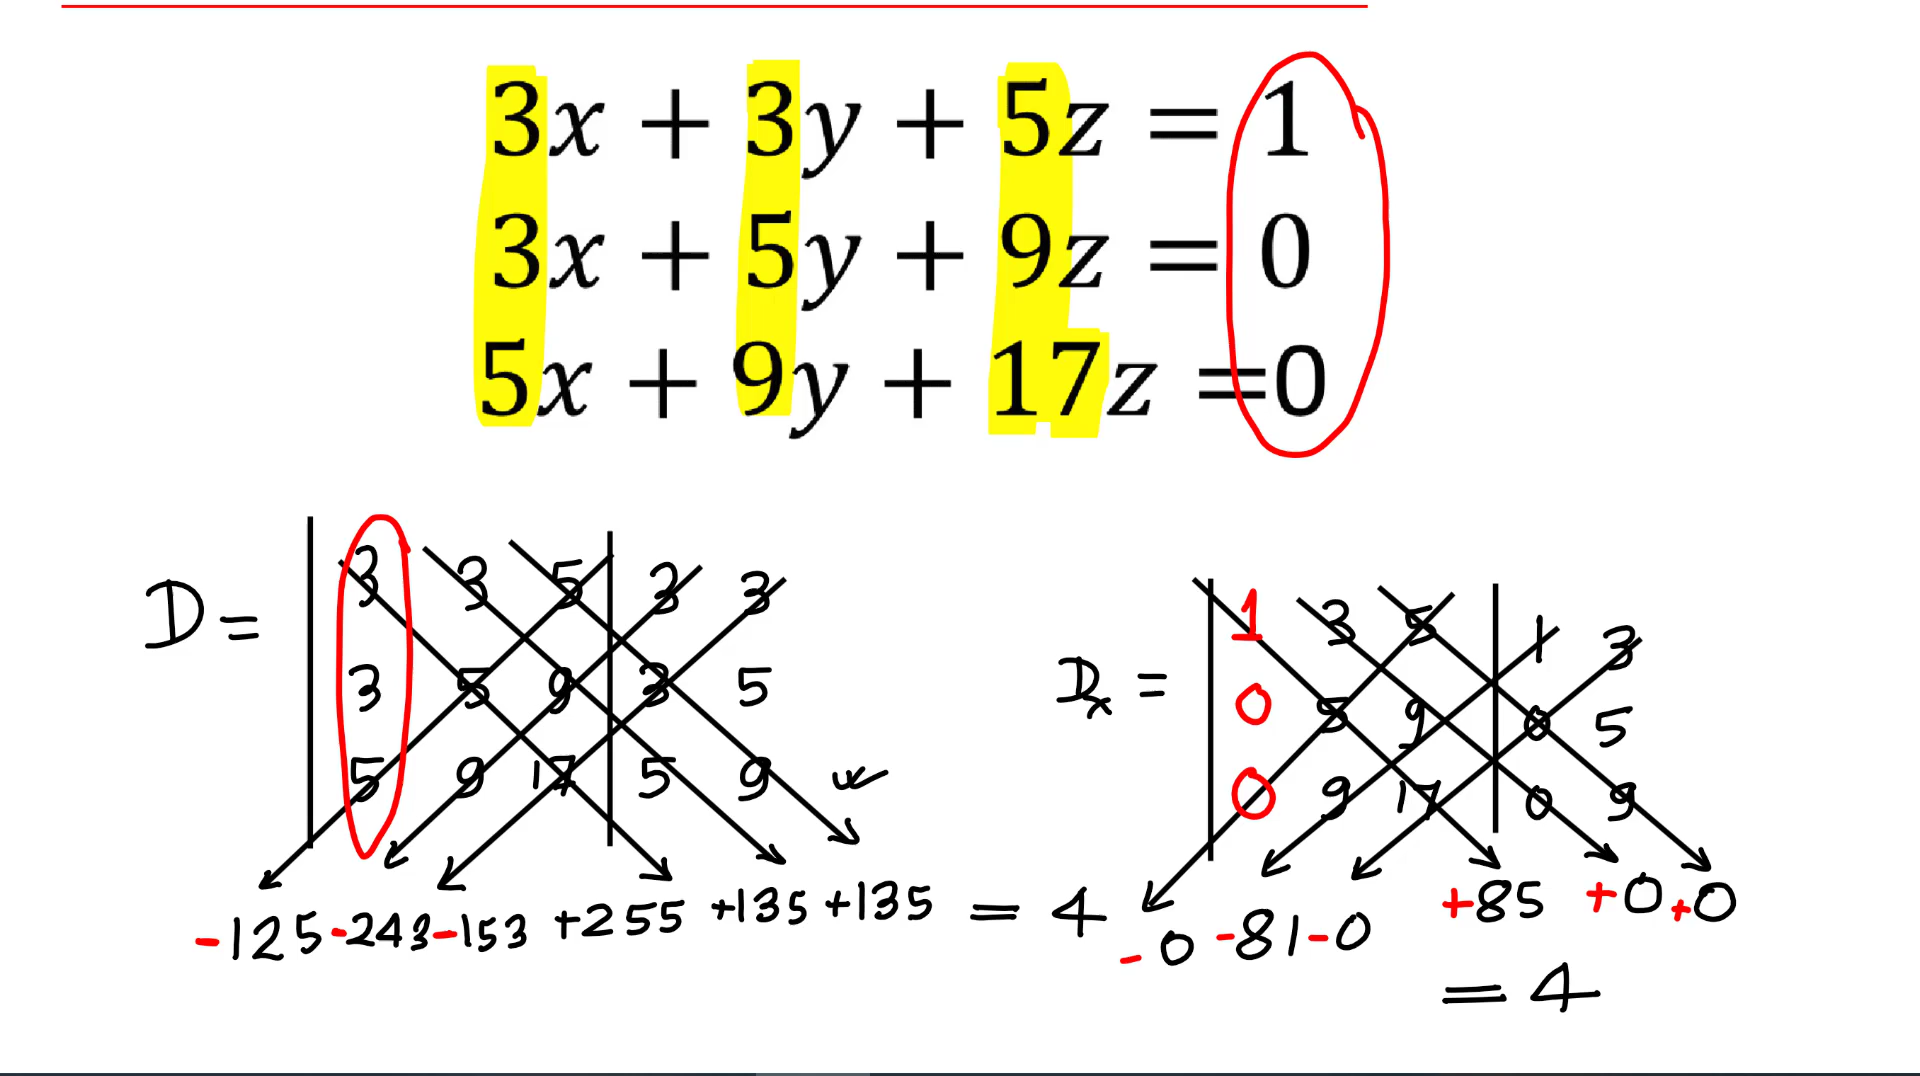 3x + 3y + 5z = 1
3x + 5y + 9z = 0
5x + 9y + 17z =0
D =
3 3 5 3 3
3 5 9 3 5
5 9 17 5 9
-125 -243 -153 +255 +135 +135 = 4
Dx =
1 3 5 1 3
0 5 9 0 5
0 9 17 0 9
-0 -81 -0 +85 +0 +0
= 4